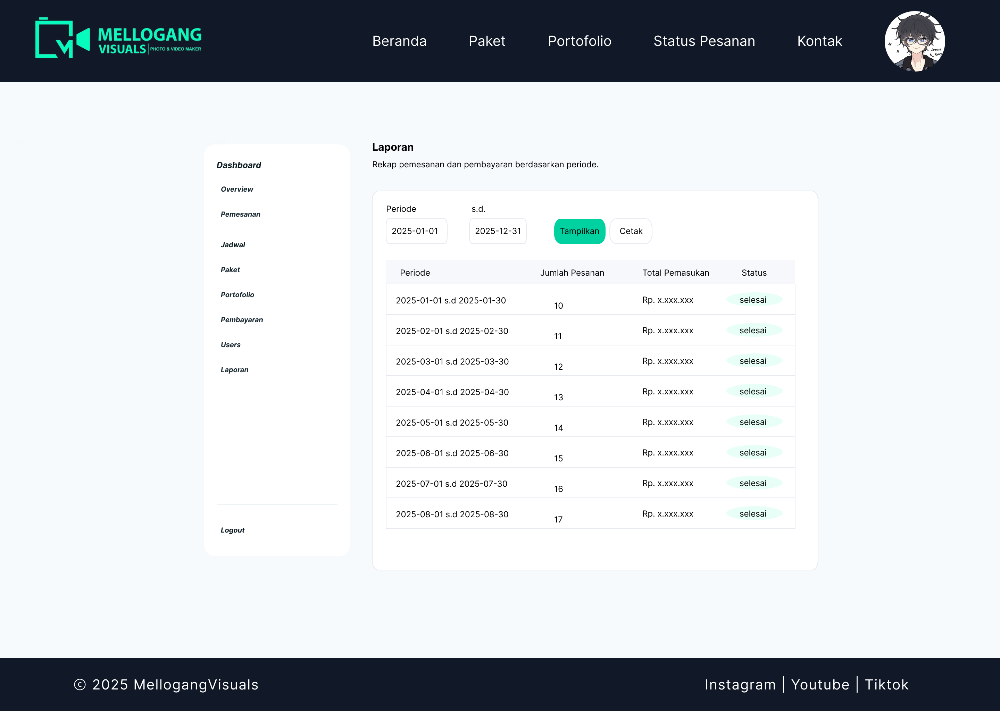 MELLOGANG
VISUALS | PHOTO & VIDEO MAKER
Beranda Paket Portofolio Status Pesanan Kontak
Jenius
Boy
Dashboard
Overview
Pemesanan
Jadwal
Paket
Portofolio
Pembayaran
Users
Laporan
Logout
Laporan
Rekap pemesanan dan pembayaran berdasarkan periode.
Periode s.d.
2025-01-01 2025-12-31 Tampilkan Cetak
Periode Jumlah Pesanan Total Pemasukan Status
2025-01-01 s.d 2025-01-30 10 Rp. x.xxx.xxx selesai
2025-02-01 s.d 2025-02-30 11 Rp. x.xxx.xxx selesai
2025-03-01 s.d 2025-03-30 12 Rp. x.xxx.xxx selesai
2025-04-01 s.d 2025-04-30 13 Rp. x.xxx.xxx selesai
2025-05-01 s.d 2025-05-30 14 Rp. x.xxx.xxx selesai
2025-06-01 s.d 2025-06-30 15 Rp. x.xxx.xxx selesai
2025-07-01 s.d 2025-07-30 16 Rp. x.xxx.xxx selesai
2025-08-01 s.d 2025-08-30 17 Rp. x.xxx.xxx selesai
© 2025 MellogangVisuals
Instagram | Youtube | Tiktok